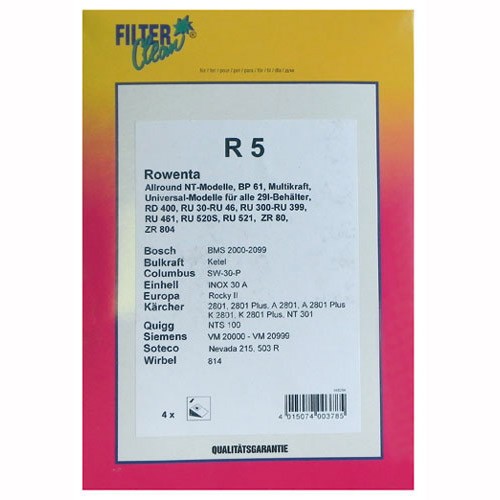 FILTER
Clean
R 5
Rowenta
Allround NT-Modelle, BP 61, Multikraft,
Universal-Modelle für alle 29l-Behälter,
RD 400, RU 30-RU 46, RU 300-RU 399,
RU 461, RU 520S, RU 521, ZR 80,
ZR 804
Bosch BMS 2000-2099
Bulkraft Ketel
Columbus SW-30-P
Einhell INOX 30 A
Europa Rocky II
Kärcher 2801, 2801 Plus, A 2801, A 2801 Plus
K 2801, K 2801 Plus, NT 301
Quigg NTS 100
Siemens VM 20000 - VM 20999
Soteco Nevada 215, 503 R
Wirbel 814
4 x
4 015074 003785
QUALITÄTSGARANTIE